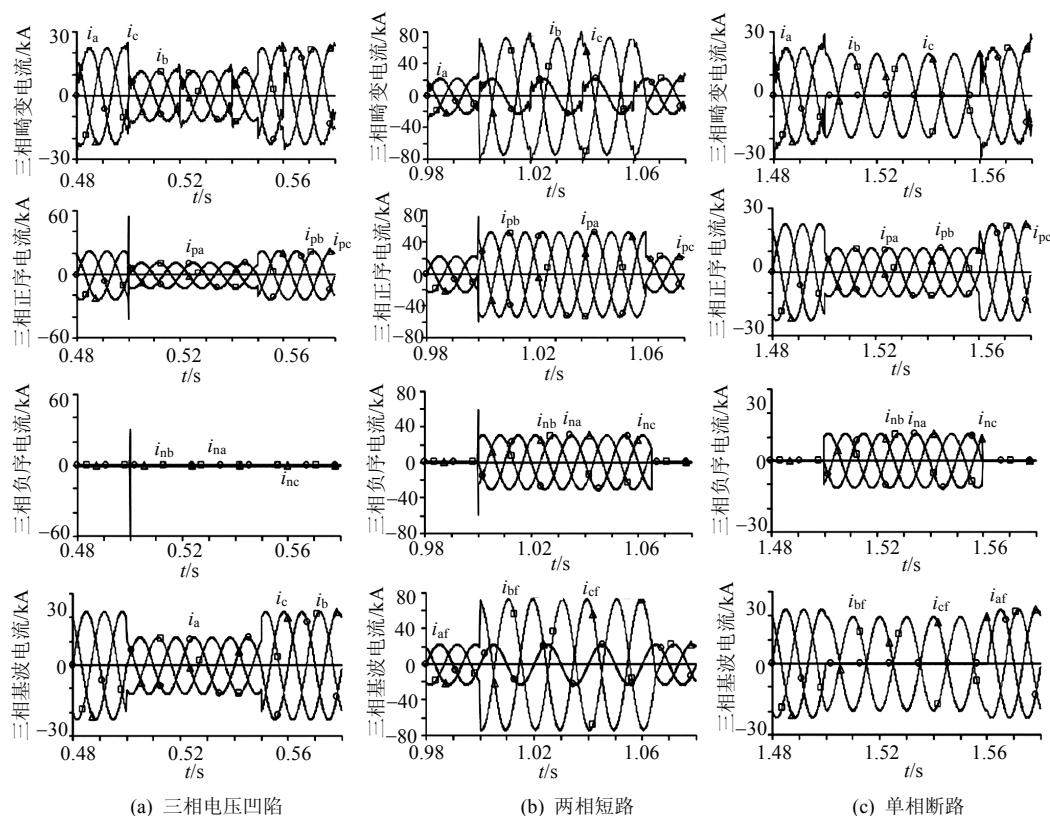 三相畸变电流/kA
30
0
−30
0.48 0.52 0.56
t/s
ia ic ib
三相畸变电流/kA
80
40
0
−40
−80
0.98 1.02 1.06
t/s
ia ib ic
三相畸变电流/kA
30
0
−30
1.48 1.52 1.56
t/s
ia ib ic
三相正序电流/kA
60
0
−60
0.48 0.52 0.56
t/s
ipa ipb ipc
三相正序电流/kA
80
40
0
−40
−80
0.98 1.02 1.06
t/s
ipb ipa ipc
三相正序电流/kA
30
0
−30
1.48 1.52 1.56
t/s
ipa ipb ipc
三相负序电流/kA
60
0
−60
0.48 0.52 0.56
t/s
inb ina inc
三相负序电流/kA
80
40
0
−40
−80
0.98 1.02 1.06
t/s
inb ina inc
三相负序电流/kA
30
0
−30
1.48 1.52 1.56
t/s
inb ina inc
三相基波电流/kA
30
0
−30
0.48 0.52 0.56
t/s
ia ic ib
三相基波电流/kA
80
40
0
−40
−80
0.98 1.02 1.06
t/s
iaf ibf icf
三相基波电流/kA
30
0
−30
1.48 1.52 1.56
t/s
ibf icf iaf
(a) 三相电压凹陷
(b) 两相短路
(c) 单相断路